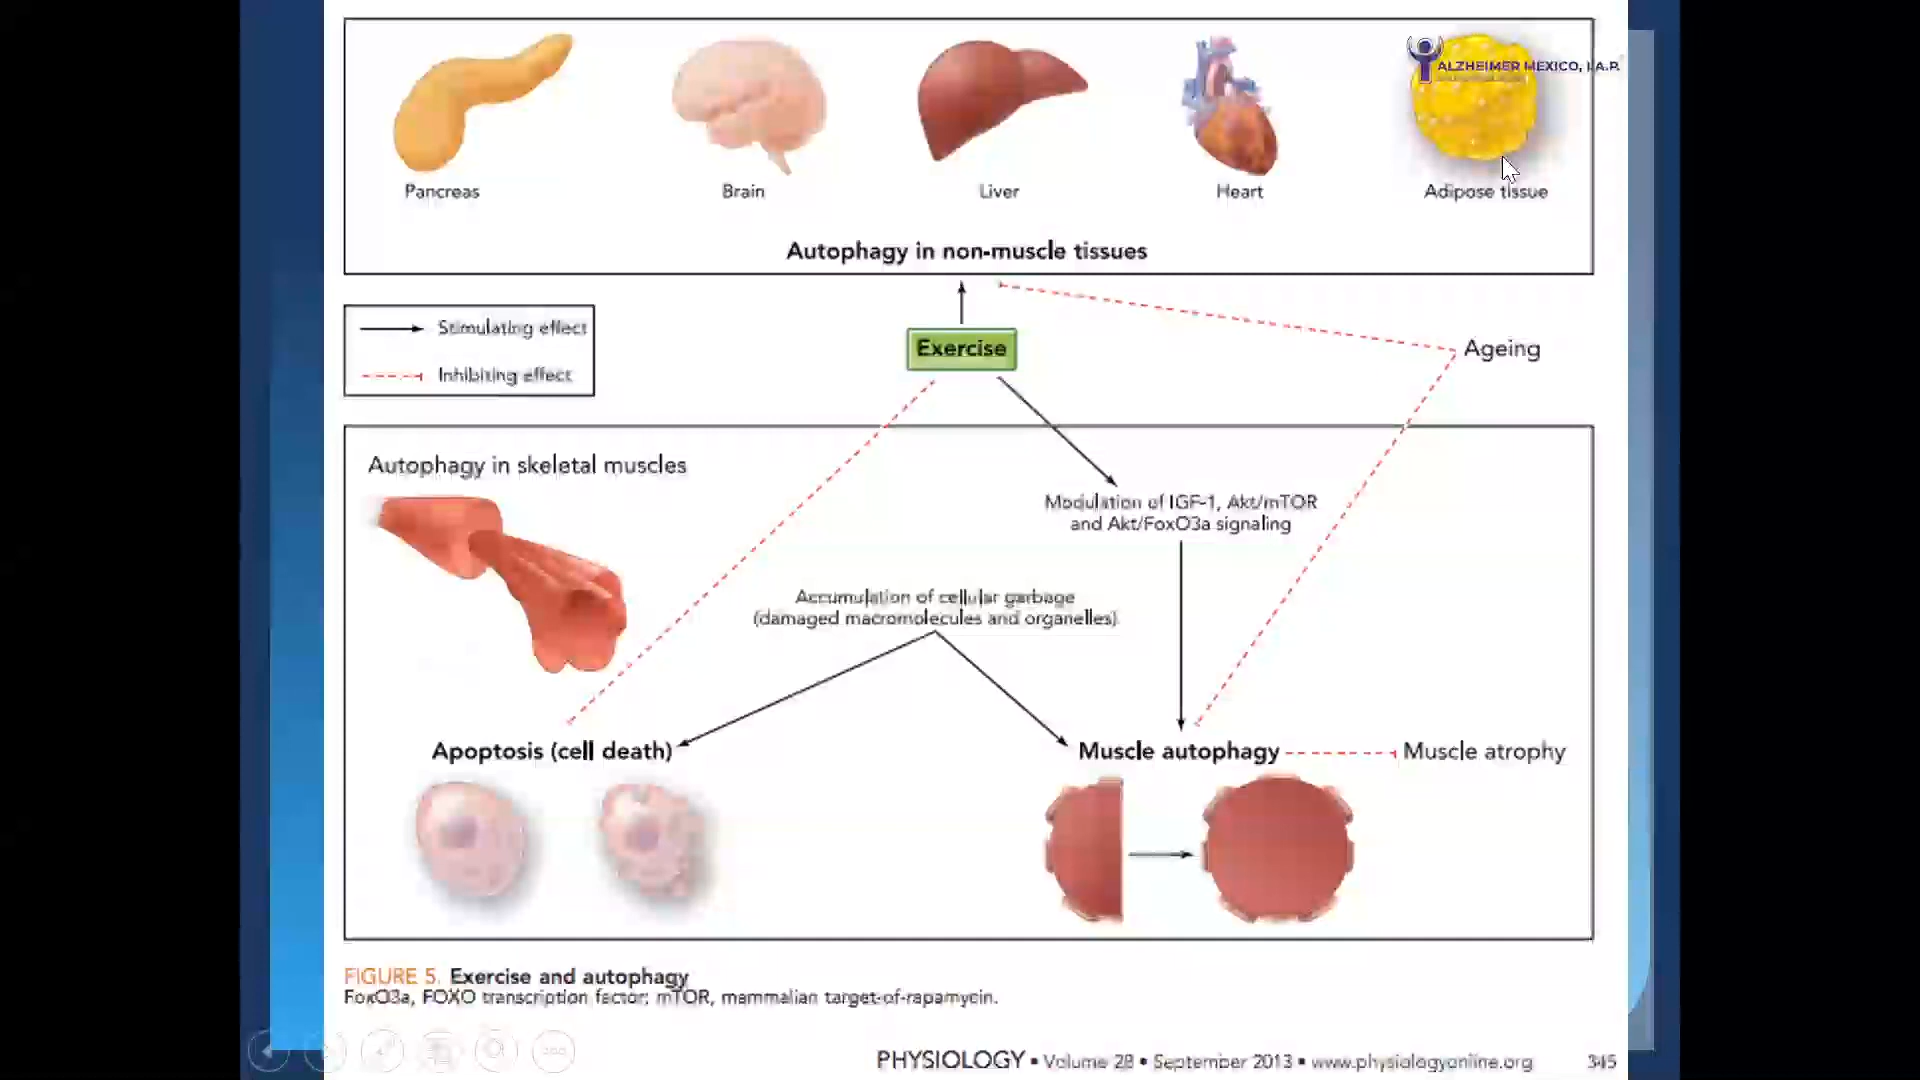 ALZHEIMER MEXICO, I.A.P.
Pancreas
Brain
Liver
Heart
Adipose tissue
Autophagy in non-muscle tissues
Stimulating effect
Inhibiting effect
Exercise
Ageing
Autophagy in skeletal muscles
Modulation of IGF-1, Akt/mTOR
and Akt/FoxO3a signaling
Accumulation of cellular garbage
(damaged macromolecules and organelles)
Apoptosis (cell death)
Muscle autophagy
Muscle atrophy
FIGURE 5. Exercise and autophagy
FoxO3a, FOXO transcription factor; mTOR, mammalian target-of-rapamycin.
PHYSIOLOGY • Volume 28 • September 2013 • www.physiologyonline.org 345